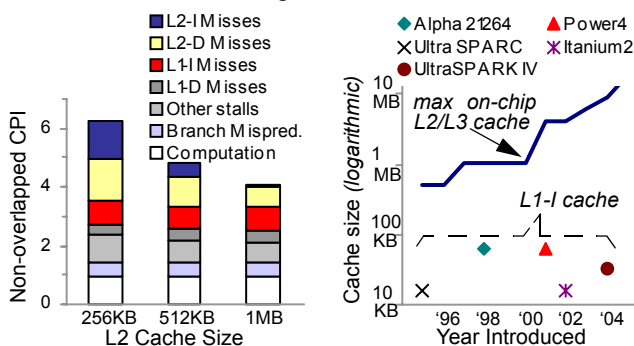 L2-I Misses
L2-D Misses
L1-I Misses
L1-D Misses
Other stalls
Branch Mispred.
Computation
Non-overlapped CPI
6
4
2
0
256KB 512KB 1MB
L2 Cache Size
Alpha 21264 Power4
Ultra SPARC Itanium2
UltraSPARK IV
Cache size (logarithmic)
10 MB
1 MB
100 KB
10 KB
max on-chip
L2/L3 cache
L1-I cache
‘96 ‘98 ‘00 ‘02 ‘04
Year Introduced